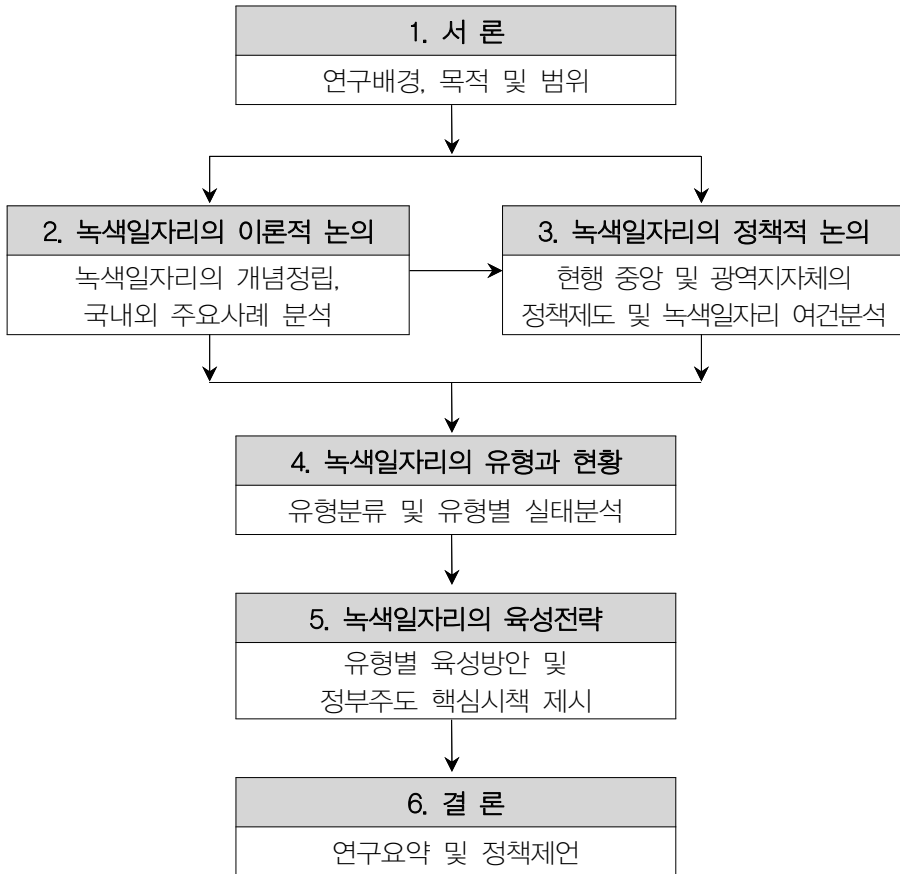 1. 서 론
연구배경, 목적 및 범위
2. 녹색일자리의 이론적 논의
녹색일자리의 개념정립,
국내외 주요사례 분석
3. 녹색일자리의 정책적 논의
현행 중앙 및 광역지자체의
정책제도 및 녹색일자리 여건분석
4. 녹색일자리의 유형과 현황
유형분류 및 유형별 실태분석
5. 녹색일자리의 육성전략
유형별 육성방안 및
정부주도 핵심시책 제시
6. 결 론
연구요약 및 정책제언